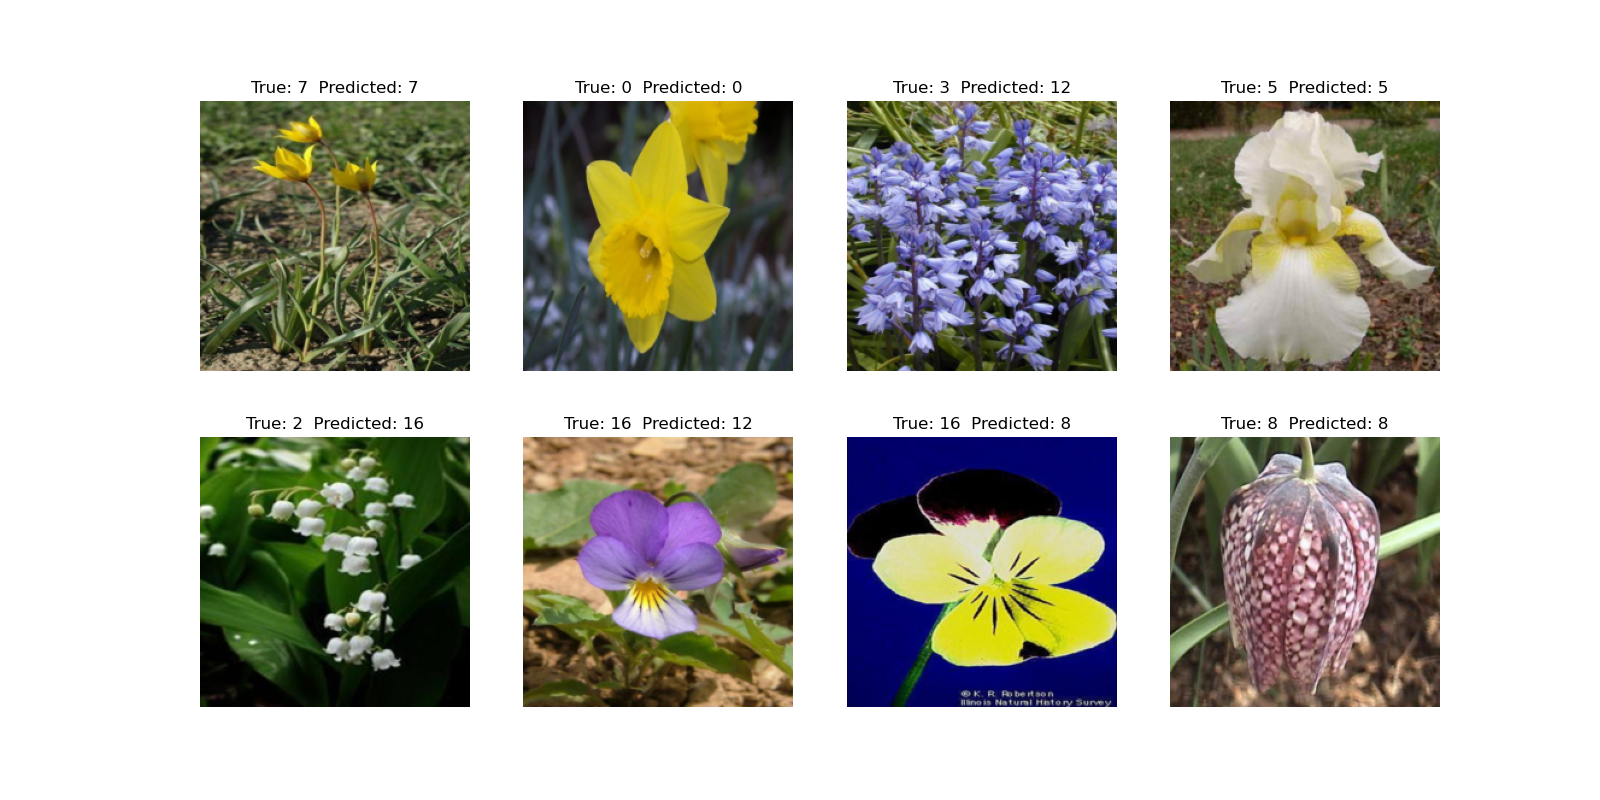 True: 7  Predicted: 7
True: 0  Predicted: 0
True: 3  Predicted: 12
True: 5  Predicted: 5
True: 2  Predicted: 16
True: 16  Predicted: 12
True: 16  Predicted: 8
True: 8  Predicted: 8
© K. R. Robertson
Illinois Natural History Survey